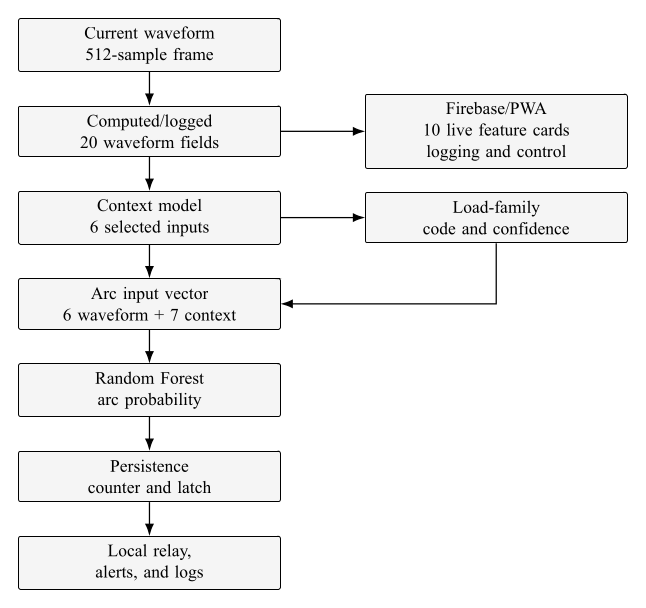 Current waveform
512-sample frame
Computed/logged
20 waveform fields
Firebase/PWA
10 live feature cards
logging and control
Context model
6 selected inputs
Load-family
code and confidence
Arc input vector
6 waveform + 7 context
Random Forest
arc probability
Persistence
counter and latch
Local relay,
alerts, and logs